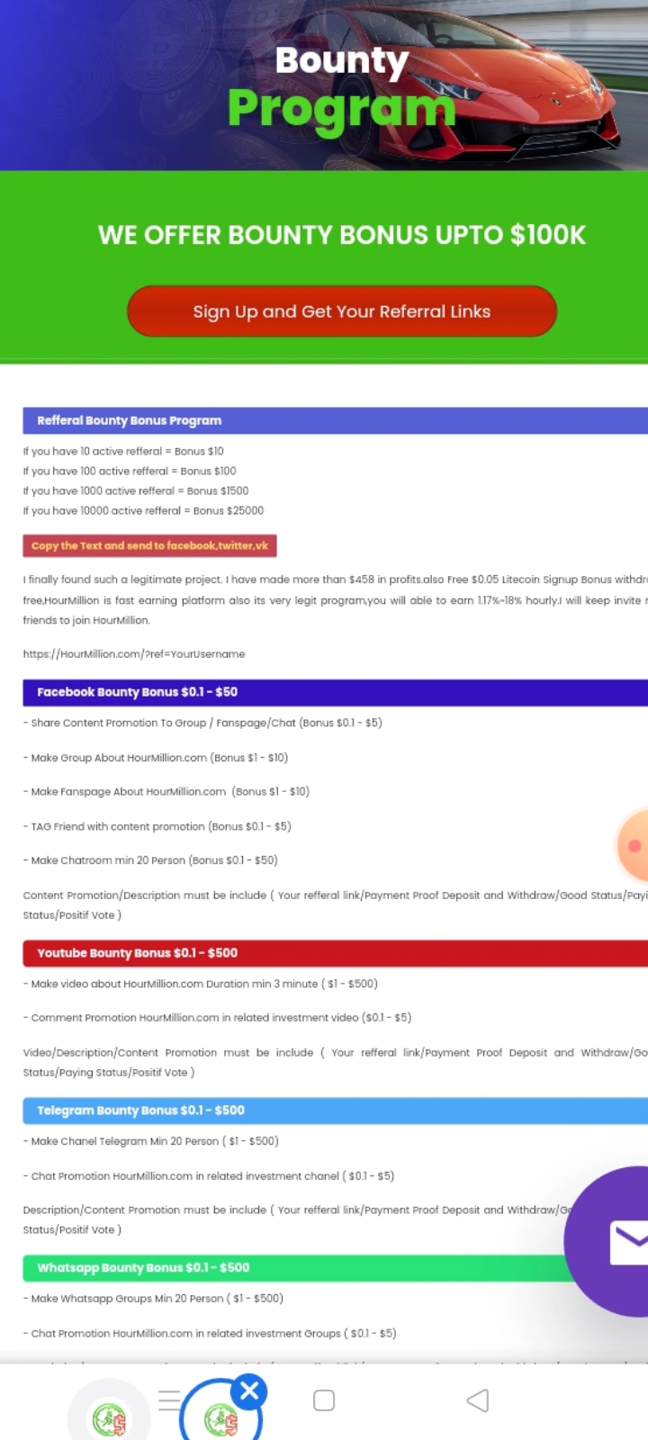 Bounty
Program
WE OFFER BOUNTY BONUS UPTO $100K
Sign Up and Get Your Referral Links
Refferal Bounty Bonus Program
If you have 10 active refferal = Bonus $10
If you have 100 active refferal = Bonus $100
If you have 1000 active refferal = Bonus $1500
If you have 10000 active refferal = Bonus $25000
Copy the Text and send to facebook,twitter,vk
I finally found such a legitimate project. I have made more than $458 in profits.also Free $0.05 Litecoin Signup Bonus
free,HourMillion is fast earning platform also its very legit program,you will able to earn 1.17%~18% hourly.I will keep invite
friends to join HourMillion.
https://HourMillion.com/?ref=YourUsername
Facebook Bounty Bonus $0.1 - $50
- Share Content Promotion To Group / Fanspage/Chat (Bonus $0.1 - $5)
- Make Group About HourMillion.com (Bonus $1 - $10)
- Make Fanspage About HourMillion.com (Bonus $1 - $10)
- TAG Friend with content promotion (Bonus $0.1 - $5)
- Make Chatroom min 20 Person (Bonus $0.1 - $50)
Content Promotion/Description must be include ( Your refferal link/Payment Proof Deposit and Withdraw/Good Status/
Status/Positif Vote )
Youtube Bounty Bonus $0.1 - $500
- Make video about HourMillion.com Duration min 3 minute ( $1 - $500)
- Comment Promotion HourMillion.com in related investment video ($0.1 - $5)
Video/Description/Content Promotion must be include ( Your refferal link/Payment Proof Deposit and Withdraw/
Status/Paying Status/Positif Vote )
Telegram Bounty Bonus $0.1 - $500
- Make Chanel Telegram Min 20 Person ( $1 - $500)
- Chat Promotion HourMillion.com in related investment chanel ( $0.1 - $5)
Description/Content Promotion must be include ( Your refferal link/Payment Proof Deposit and Withdraw/
Status/Positif Vote )
Whatsapp Bounty Bonus $0.1 - $500
- Make Whatsapp Groups Min 20 Person ( $1 - $500)
- Chat Promotion HourMillion.com in related investment Groups ( $0.1 - $5)